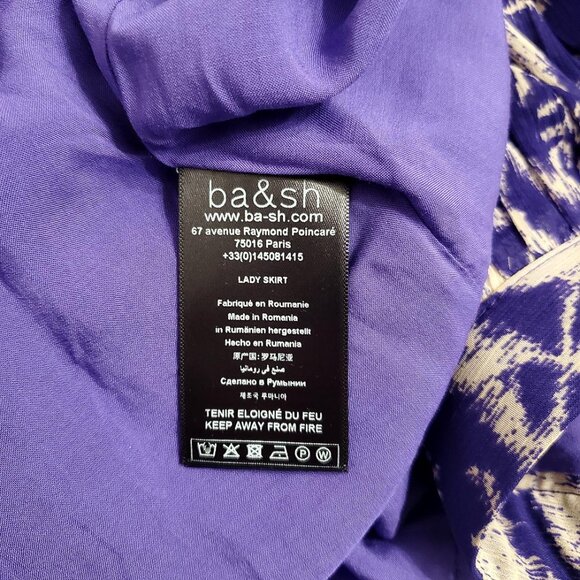 ba&sh
www.ba-sh.com
67 avenue Raymond Poincaré
75016 Paris
+33(0)145081415
LADY SKIRT
Fabriqué en Roumanie
Made in Romania
in Rumänien hergestellt
Hecho en Rumania
原产国: 罗马尼亚
صنع في رومانيا
Сделано в Румынии
제조국 루마니아
TENIR ELOIGNÉ DU FEU
KEEP AWAY FROM FIRE
P W